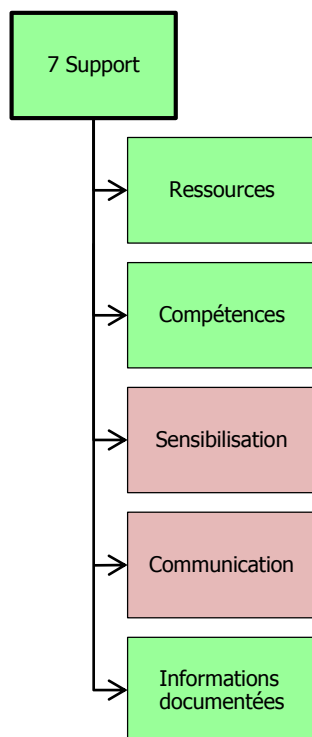 7 Support
Ressources
Compétences
Sensibilisation
Communication
Informations
documentées